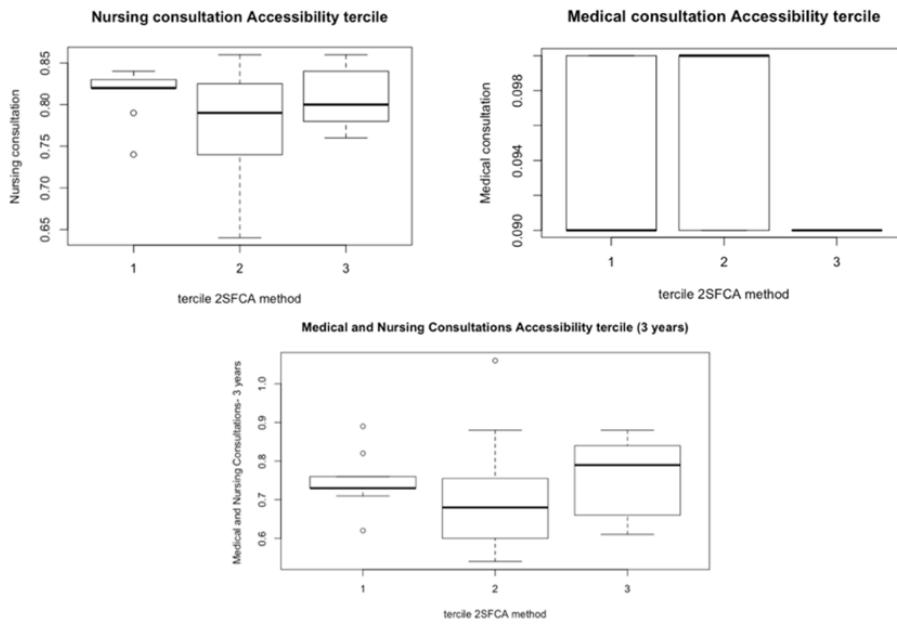 Nursing consultation Accessibility tercile
Nursing consultation
0.85
0.80
0.75
0.70
0.65
1 2 3
tercile 2SFCA method
Medical consultation Accessibility tercile
Medical consultation
0.098
0.094
0.090
1 2 3
tercile 2SFCA method
Medical and Nursing Consultations Accessibility tercile (3 years)
Medical and Nursing Consultations- 3 years
1.0
0.9
0.8
0.7
0.6
1 2 3
tercile 2SFCA method